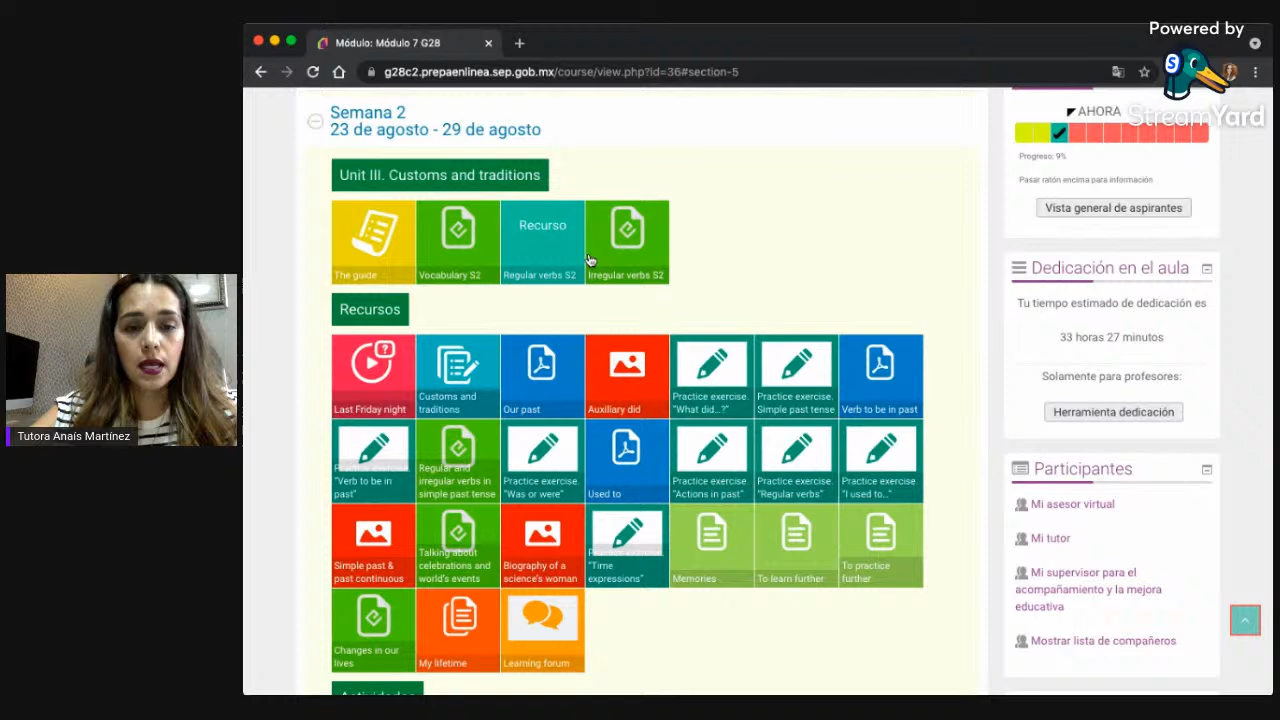 Powered by
StreamYard
Módulo: Módulo 7 G28
g28c2.prepaenlinea.sep.gob.mx/course/view.php?id=36#section-5
Semana 2
23 de agosto - 29 de agosto
Unit III. Customs and traditions
Recurso
The guide
Vocabulary S2
Regular verbs S2
Irregular verbs S2
Recursos
Last Friday night
Customs and
traditions
Our past
Auxiliary did
Practice exercise.
"What did...?"
Practice exercise.
Simple past tense
Verb to be in past
Practice exercise.
"Verb to be in
past"
Regular and
irregular verbs in
simple past tense
Practice exercise.
"Was or were"
Used to
Practice exercise.
"Actions in past"
Practice exercise.
"Regular verbs"
Practice exercise.
"I used to..."
Simple past &
past continuous
Talking about
celebrations and
world's events
Biography of a
science's woman
Practice exercise.
"Time
expressions"
Memories
To learn further
To practice
further
Changes in our
lives
My lifetime
Learning forum
Actividades
AHORA
Progreso: 9%
Pasar ratón encima para información
Vista general de aspirantes
Dedicación en el aula
Tu tiempo estimado de dedicación es
33 horas 27 minutos
Solamente para profesores:
Herramienta dedicación
Participantes
Mi asesor virtual
Mi tutor
Mi supervisor para el
acompañamiento y la mejora
educativa
Mostrar lista de compañeros
Tutora Anaís Martínez